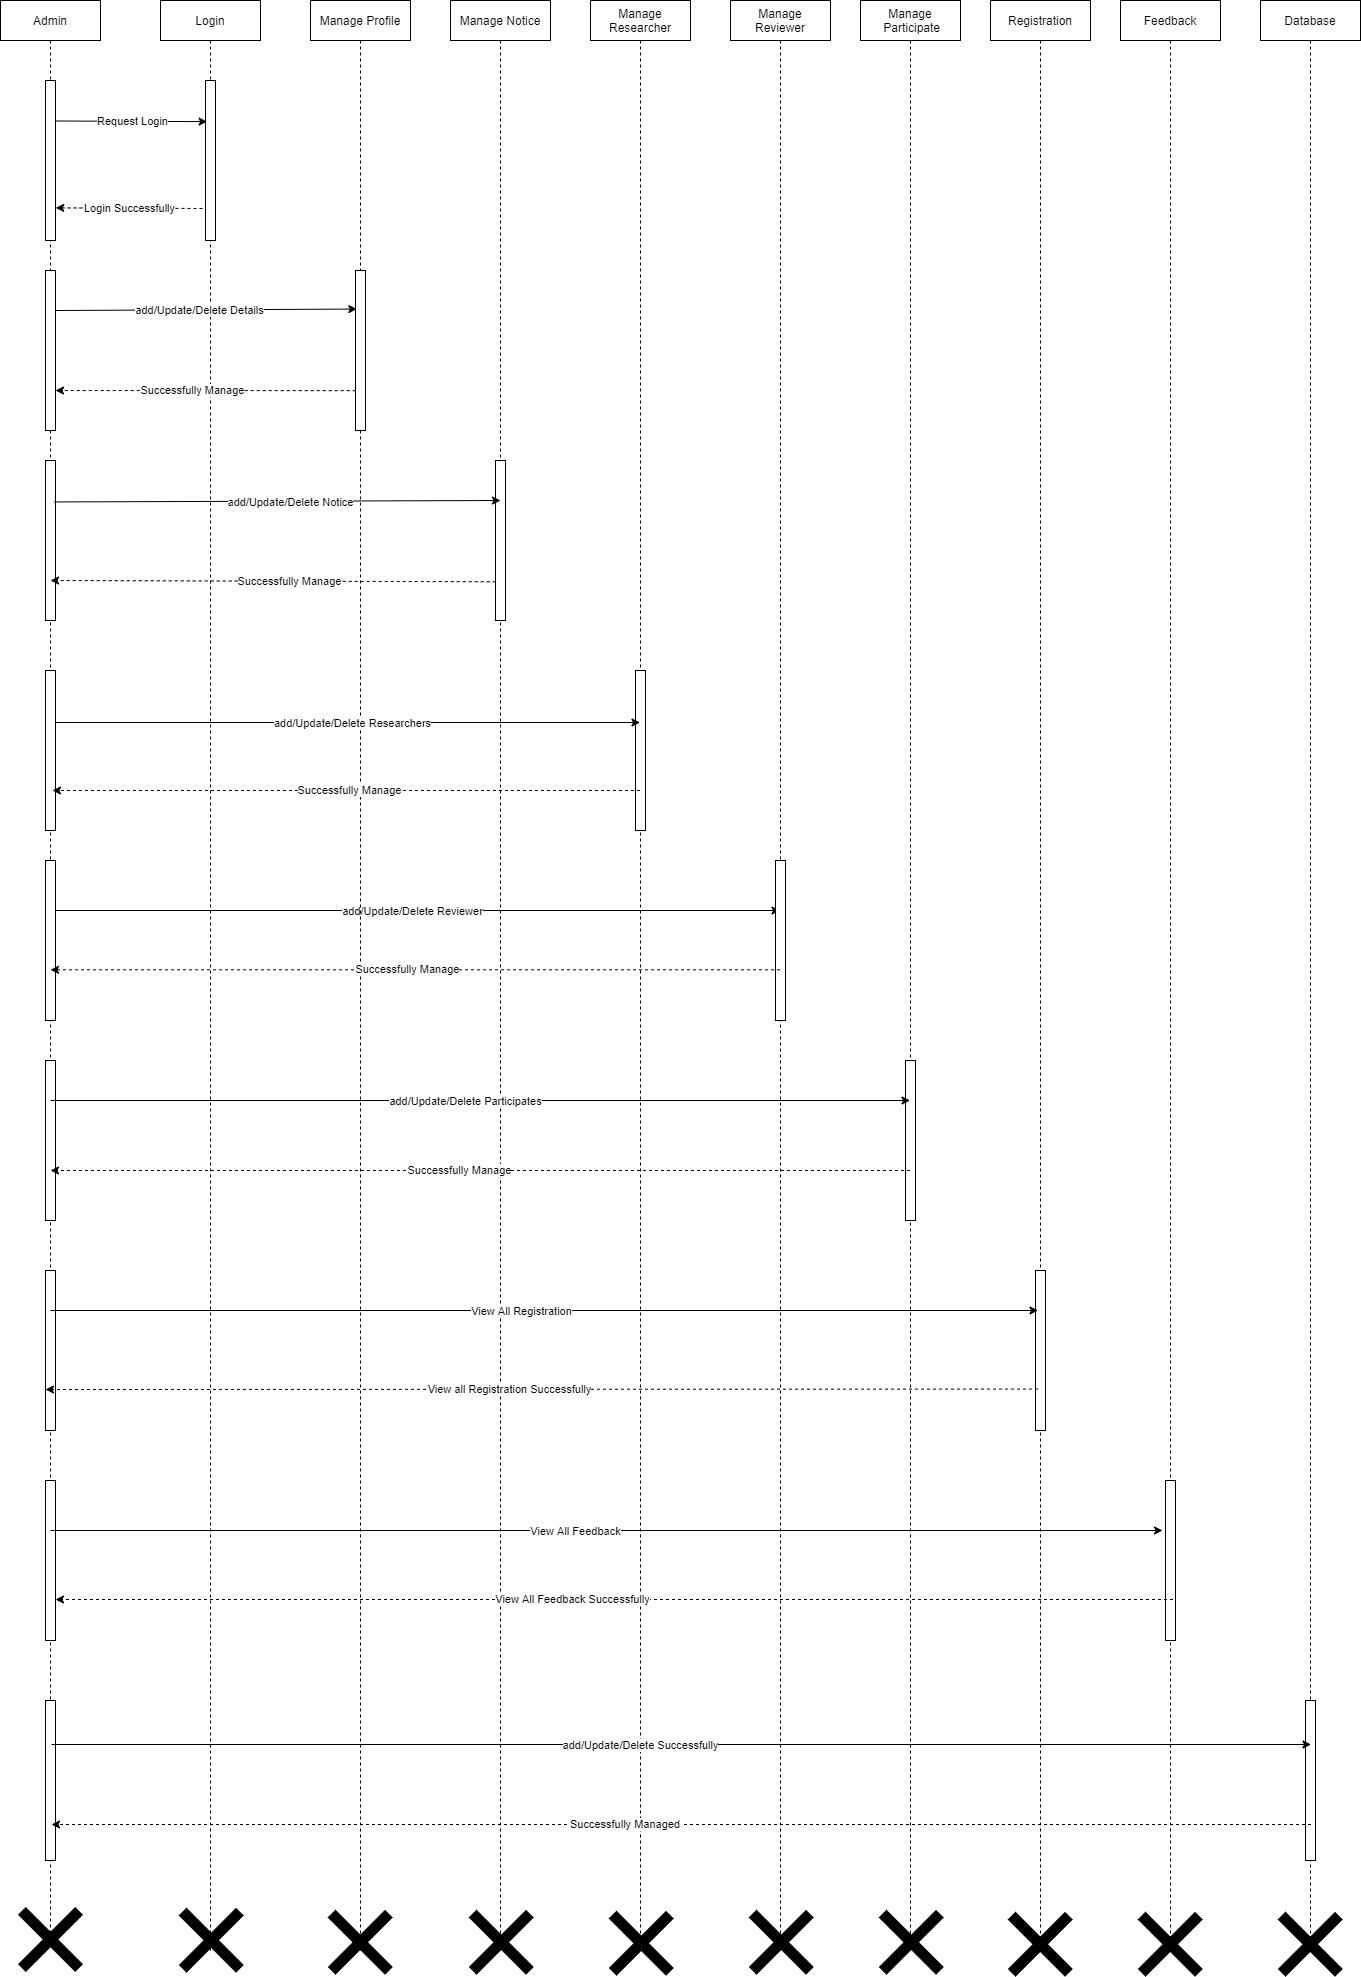 Admin
Login
Manage Profile
Manage Notice
Manage
Researcher
Manage
Reviewer
Manage
Participate
Registration
Feedback
Database
Request Login
Login Successfully
add/Update/Delete Details
Successfully Manage
add/Update/Delete Notice
Successfully Manage
add/Update/Delete Researchers
Successfully Manage
add/Update/Delete Reviewer
Successfully Manage
add/Update/Delete Participates
Successfully Manage
View All Registration
View all Registration Successfully
View All Feedback
View All Feedback Successfully
add/Update/Delete Successfully
Successfully Managed